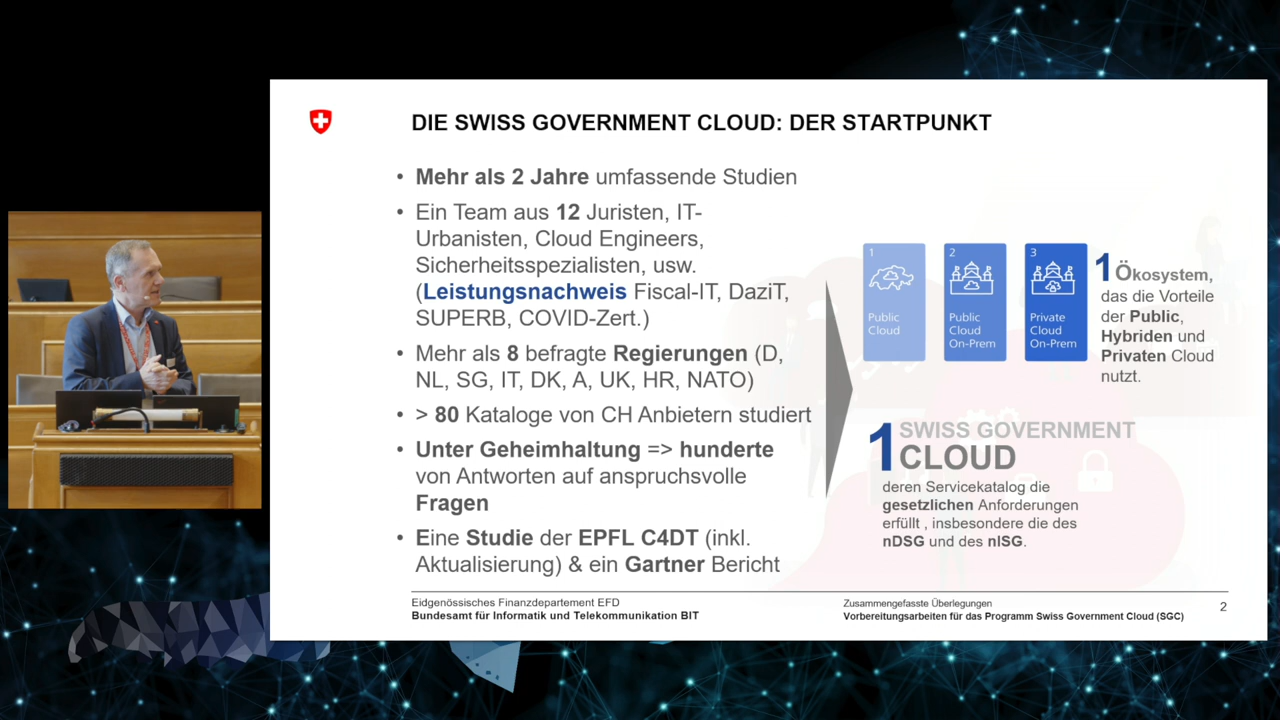 DIE SWISS GOVERNMENT CLOUD: DER STARTPUNKT
• Mehr als 2 Jahre umfassende Studien
• Ein Team aus 12 Juristen, IT-
Urbanisten, Cloud Engineers,
Sicherheitsspezialisten, usw.
(Leistungsnachweis Fiscal-IT, DaziT,
SUPERB, COVID-Zert.)
• Mehr als 8 befragte Regierungen (D,
NL, SG, IT, DK, A, UK, HR, NATO)
• > 80 Kataloge von CH Anbietern studiert
• Unter Geheimhaltung => hunderte
von Antworten auf anspruchsvolle
Fragen
• Eine Studie der EPFL C4DT (inkl.
Aktualisierung) & ein Gartner Bericht
1
Public
Cloud
2
Public
Cloud
On-Prem
3
Private
Cloud
On-Prem
1 Ökosystem,
das die Vorteile
der Public,
Hybriden und
Privaten Cloud
nutzt.
1 SWISS GOVERNMENT
CLOUD
deren Servicekatalog die
gesetzlichen Anforderungen
erfüllt , insbesondere die des
nDSG und des nISG.
Eidgenössisches Finanzdepartement EFD
Bundesamt für Informatik und Telekommunikation BIT
Zusammengefasste Überlegungen
Vorbereitungsarbeiten für das Programm Swiss Government Cloud (SGC)
2